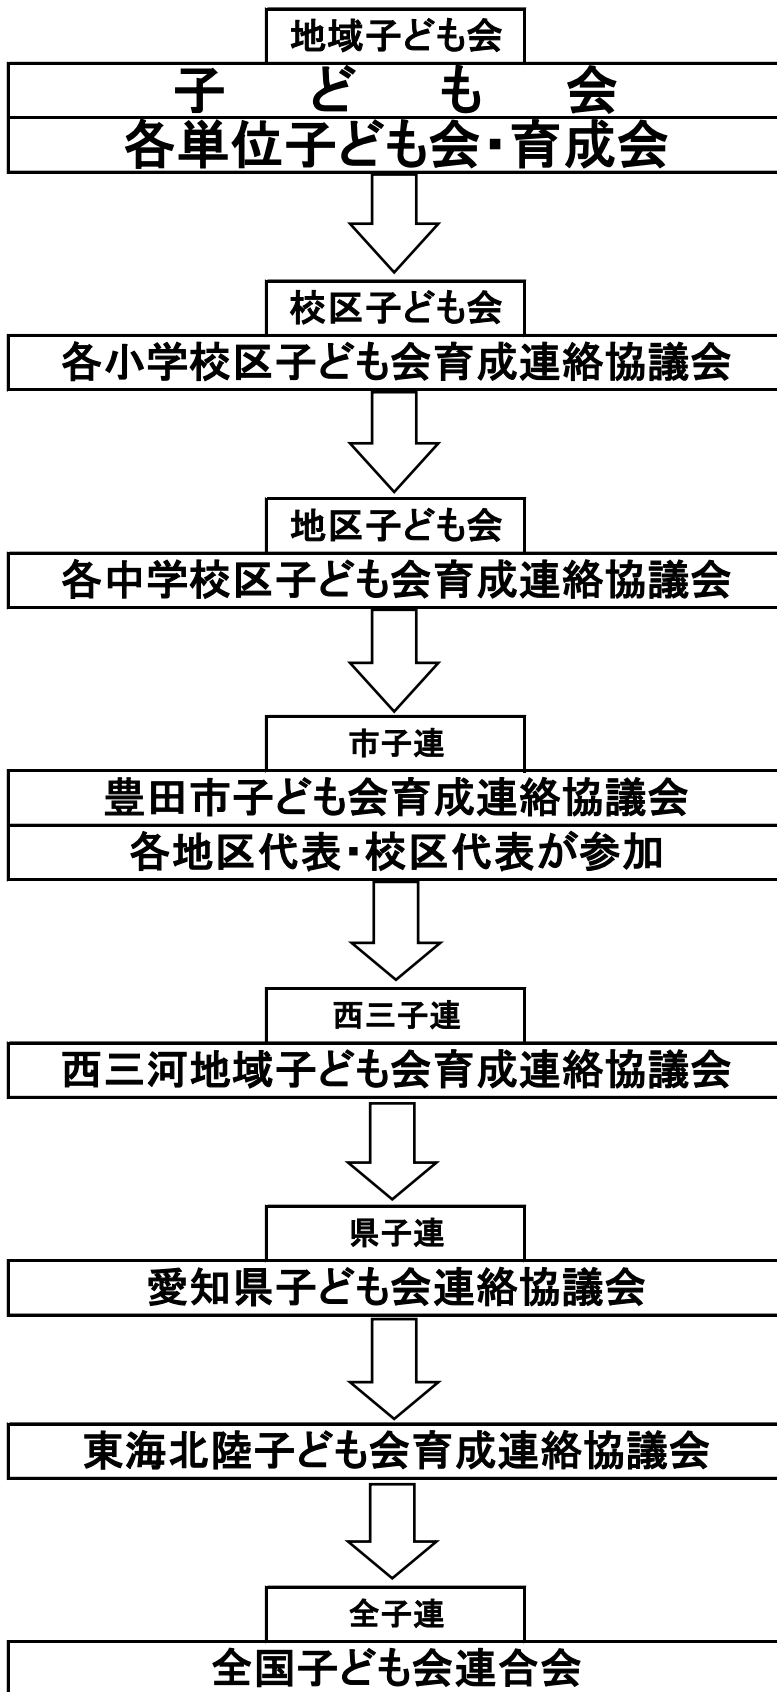 地域子ども会
子ども会
各単位子ども会・育成会
校区子ども会
各小学校区子ども会育成連絡協議会
地区子ども会
各中学校区子ども会育成連絡協議会
市子連
豊田市子ども会育成連絡協議会
各地区代表・校区代表が参加
西三子連
西三河地域子ども会育成連絡協議会
県子連
愛知県子ども会連絡協議会
東海北陸子ども会育成連絡協議会
全子連
全国子ども会連合会